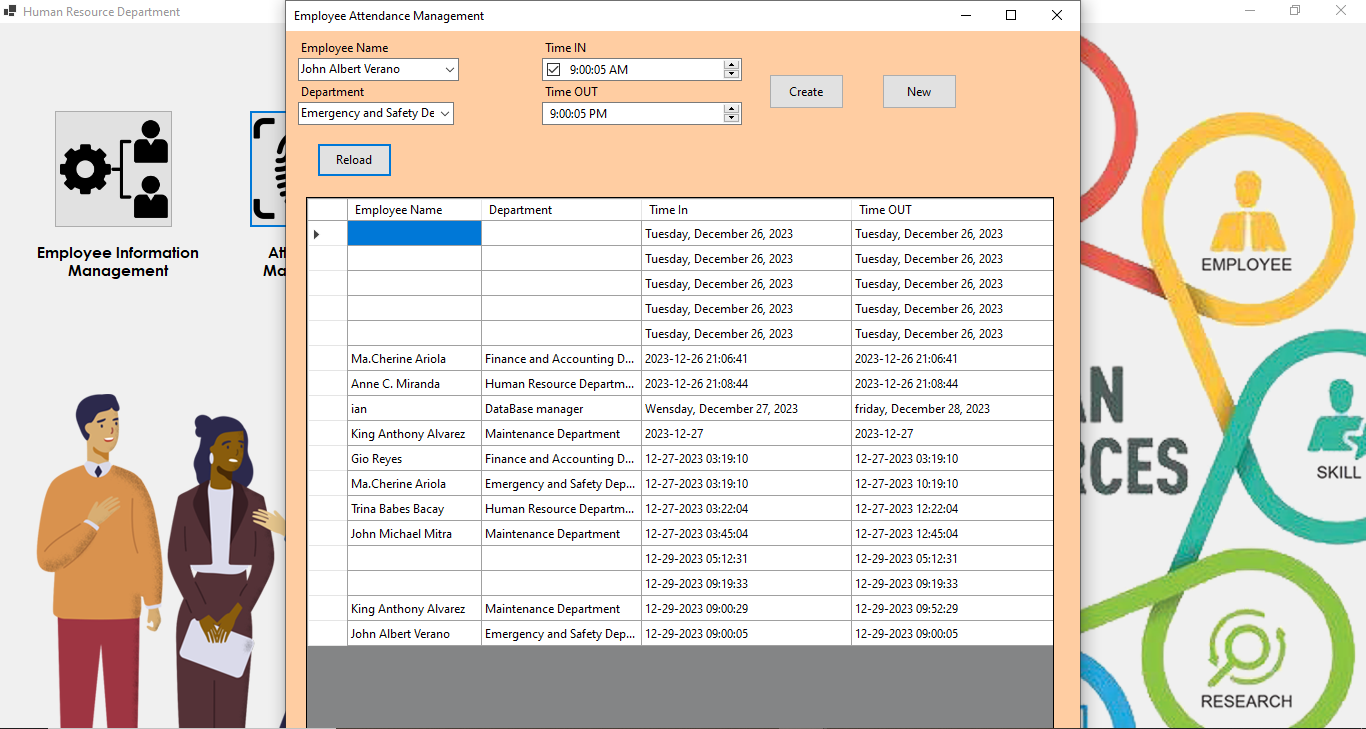 Human Resource Department
Employee Attendance Management
Employee Name
Time IN
John Albert Verano
9:00:05 AM
Department
Time OUT
Create
New
Emergency and Safety De
9:00:05 PM
Reload
Employee Information
Management
Att
Ma
Employee Name Department Time In Time OUT
Tuesday, December 26, 2023 Tuesday, December 26, 2023
Tuesday, December 26, 2023 Tuesday, December 26, 2023
Tuesday, December 26, 2023 Tuesday, December 26, 2023
Tuesday, December 26, 2023 Tuesday, December 26, 2023
Tuesday, December 26, 2023 Tuesday, December 26, 2023
Ma.Cherine Ariola Finance and Accounting D... 2023-12-26 21:06:41 2023-12-26 21:06:41
Anne C. Miranda Human Resource Departm... 2023-12-26 21:08:44 2023-12-26 21:08:44
ian DataBase manager Wensday, December 27, 2023 friday, December 28, 2023
King Anthony Alvarez Maintenance Department 2023-12-27 2023-12-27
Gio Reyes Finance and Accounting D... 12-27-2023 03:19:10 12-27-2023 03:19:10
Ma.Cherine Ariola Emergency and Safety Dep... 12-27-2023 03:19:10 12-27-2023 10:19:10
Trina Babes Bacay Human Resource Departm... 12-27-2023 03:22:04 12-27-2023 12:22:04
John Michael Mitra Maintenance Department 12-27-2023 03:45:04 12-27-2023 12:45:04
12-29-2023 05:12:31 12-29-2023 05:12:31
12-29-2023 09:19:33 12-29-2023 09:19:33
King Anthony Alvarez Maintenance Department 12-29-2023 09:00:29 12-29-2023 09:52:29
John Albert Verano Emergency and Safety Dep... 12-29-2023 09:00:05 12-29-2023 09:00:05
EMPLOYEE
AN
RCES
SKILL
RESEARCH